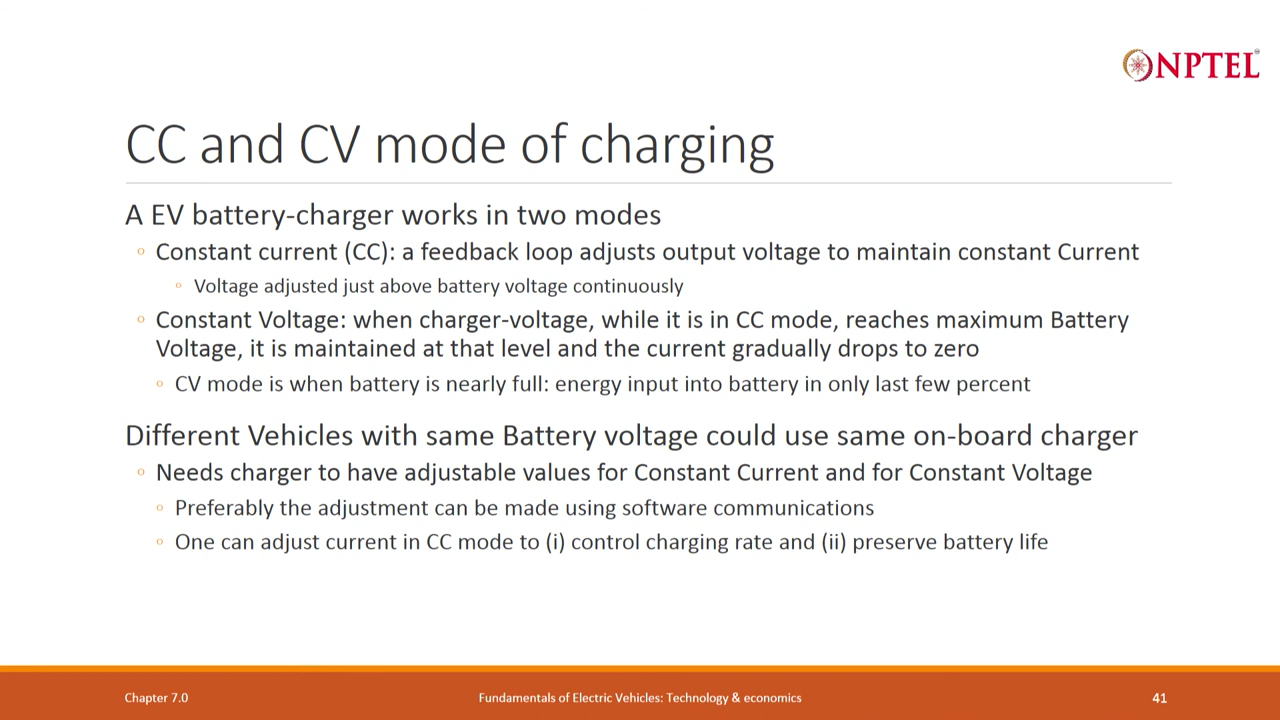 NPTEL
CC and CV mode of charging
A EV battery-charger works in two modes
Constant current (CC): a feedback loop adjusts output voltage to maintain constant Current
Voltage adjusted just above battery voltage continuously
Constant Voltage: when charger-voltage, while it is in CC mode, reaches maximum Battery
Voltage, it is maintained at that level and the current gradually drops to zero
CV mode is when battery is nearly full: energy input into battery in only last few percent
Different Vehicles with same Battery voltage could use same on-board charger
Needs charger to have adjustable values for Constant Current and for Constant Voltage
Preferably the adjustment can be made using software communications
One can adjust current in CC mode to (i) control charging rate and (ii) preserve battery life
Chapter 7.0
Fundamentals of Electric Vehicles: Technology & economics
41